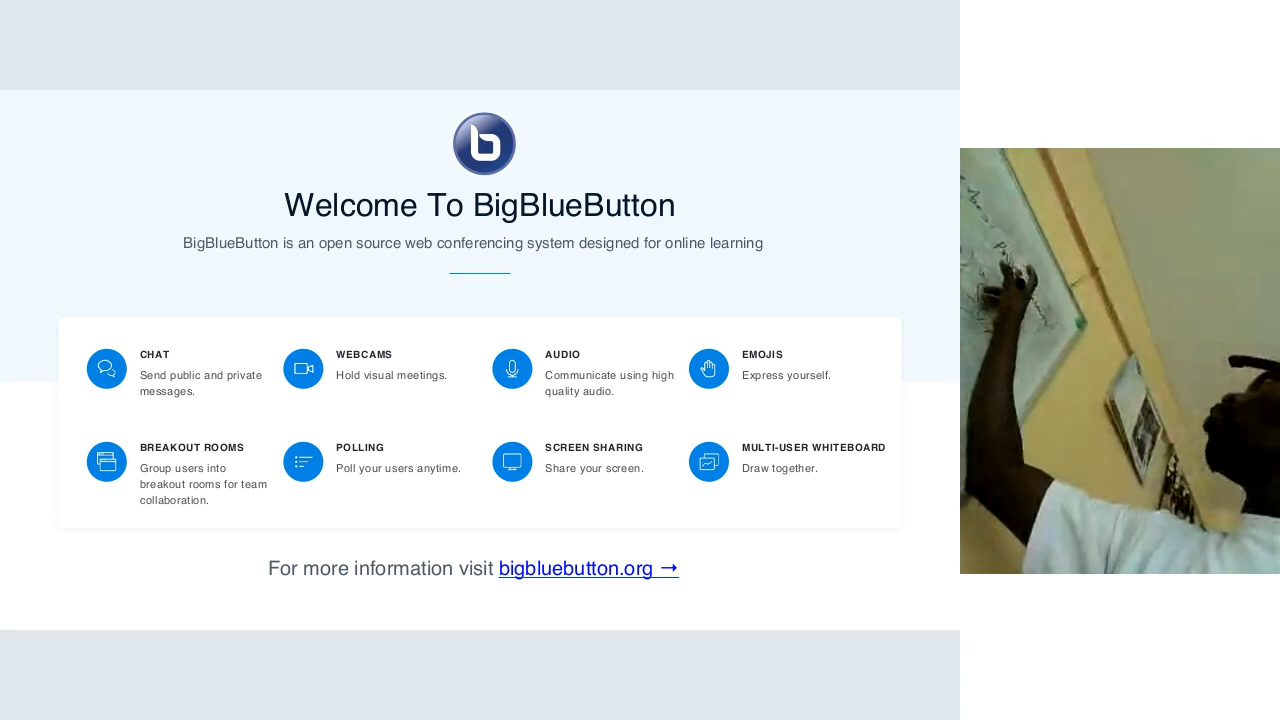 Welcome To BigBlueButton
BigBlueButton is an open source web conferencing system designed for online learning
CHAT
Send public and private
messages.
WEBCAMS
Hold visual meetings.
AUDIO
Communicate using high
quality audio.
EMOJIS
Express yourself.
BREAKOUT ROOMS
Group users into
breakout rooms for team
collaboration.
POLLING
Poll your users anytime.
SCREEN SHARING
Share your screen.
MULTI-USER WHITEBOARD
Draw together.
For more information visit bigbluebutton.org →